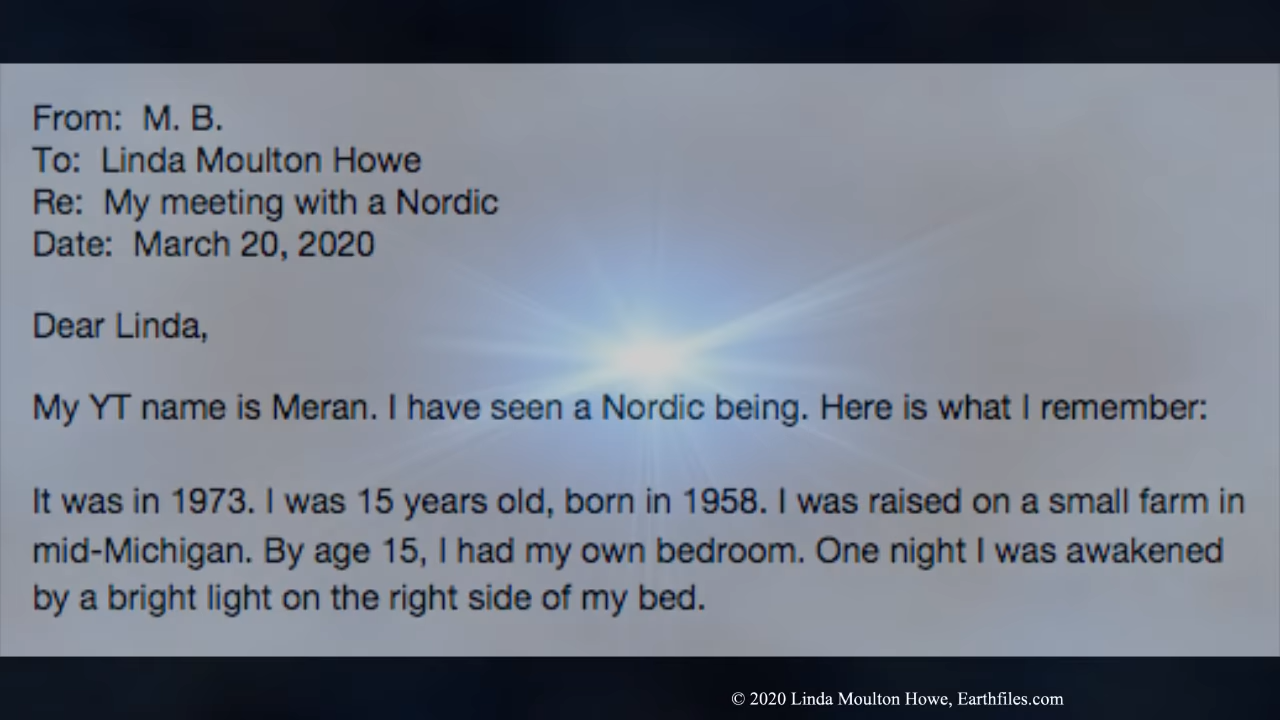 From: M. B.
To: Linda Moulton Howe
Re: My meeting with a Nordic
Date: March 20, 2020
Dear Linda,
My YT name is Meran. I have seen a Nordic being. Here is what I remember:
It was in 1973. I was 15 years old, born in 1958. I was raised on a small farm in
mid-Michigan. By age 15, I had my own bedroom. One night I was awakened
by a bright light on the right side of my bed.
© 2020 Linda Moulton Howe, Earthfiles.com